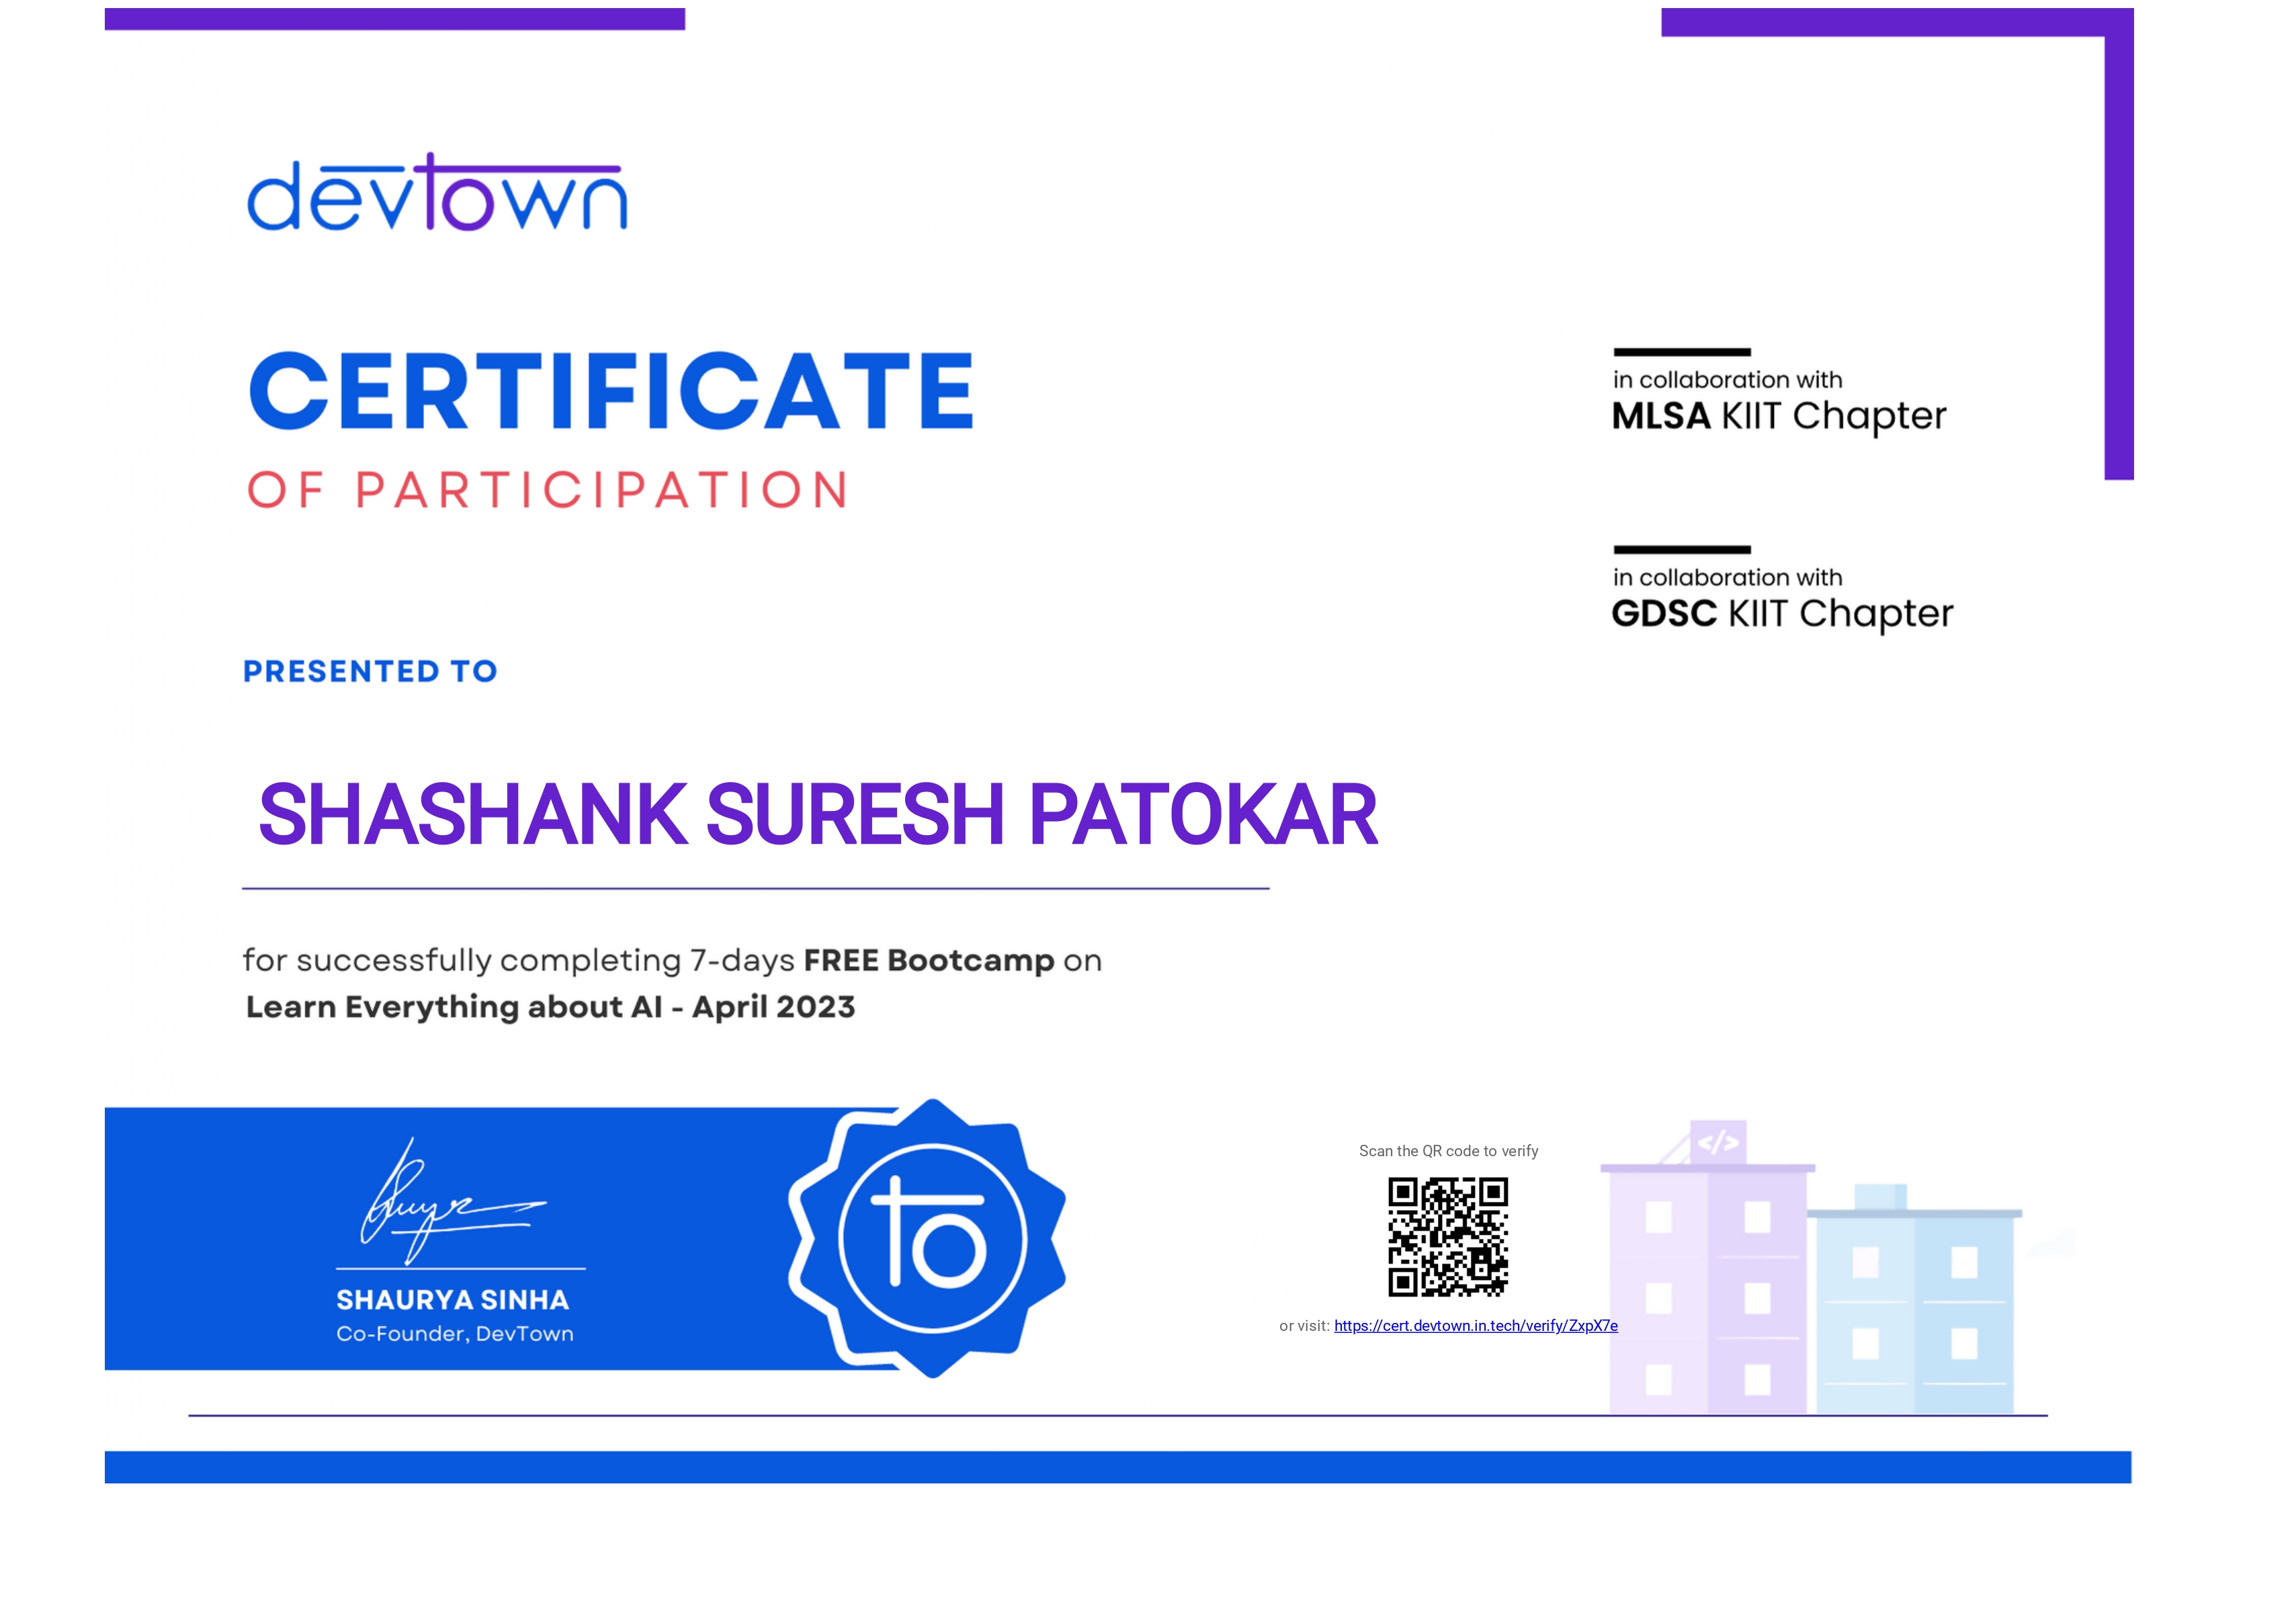 devtown
CERTIFICATE
OF PARTICIPATION
in collaboration with
MLSA KIIT Chapter
in collaboration with
GDSC KIIT Chapter
PRESENTED TO
SHASHANK SURESH PATOKAR
for successfully completing 7-days FREE Bootcamp on
Learn Everything about AI - April 2023
SHAURYA SINHA
Co-Founder, DevTown
to
Scan the QR code to verify
or visit: https://cert.devtown.in.tech/verify/ZxpX7e
</>